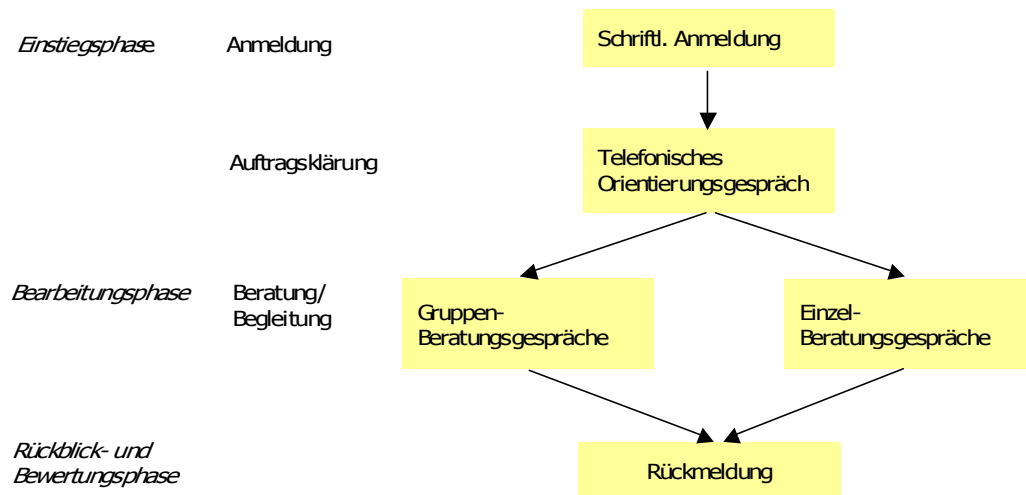 Einstiegsphase
Anmeldung
Schriftl. Anmeldung
Auftragsklärung
Telefonisches
Orientierungsgespräch
Bearbeitungsphase
Beratung/
Begleitung
Gruppen-
Beratungsgespräche
Einzel-
Beratungsgespräche
Rückblick- und
Bewertungsphase
Rückmeldung